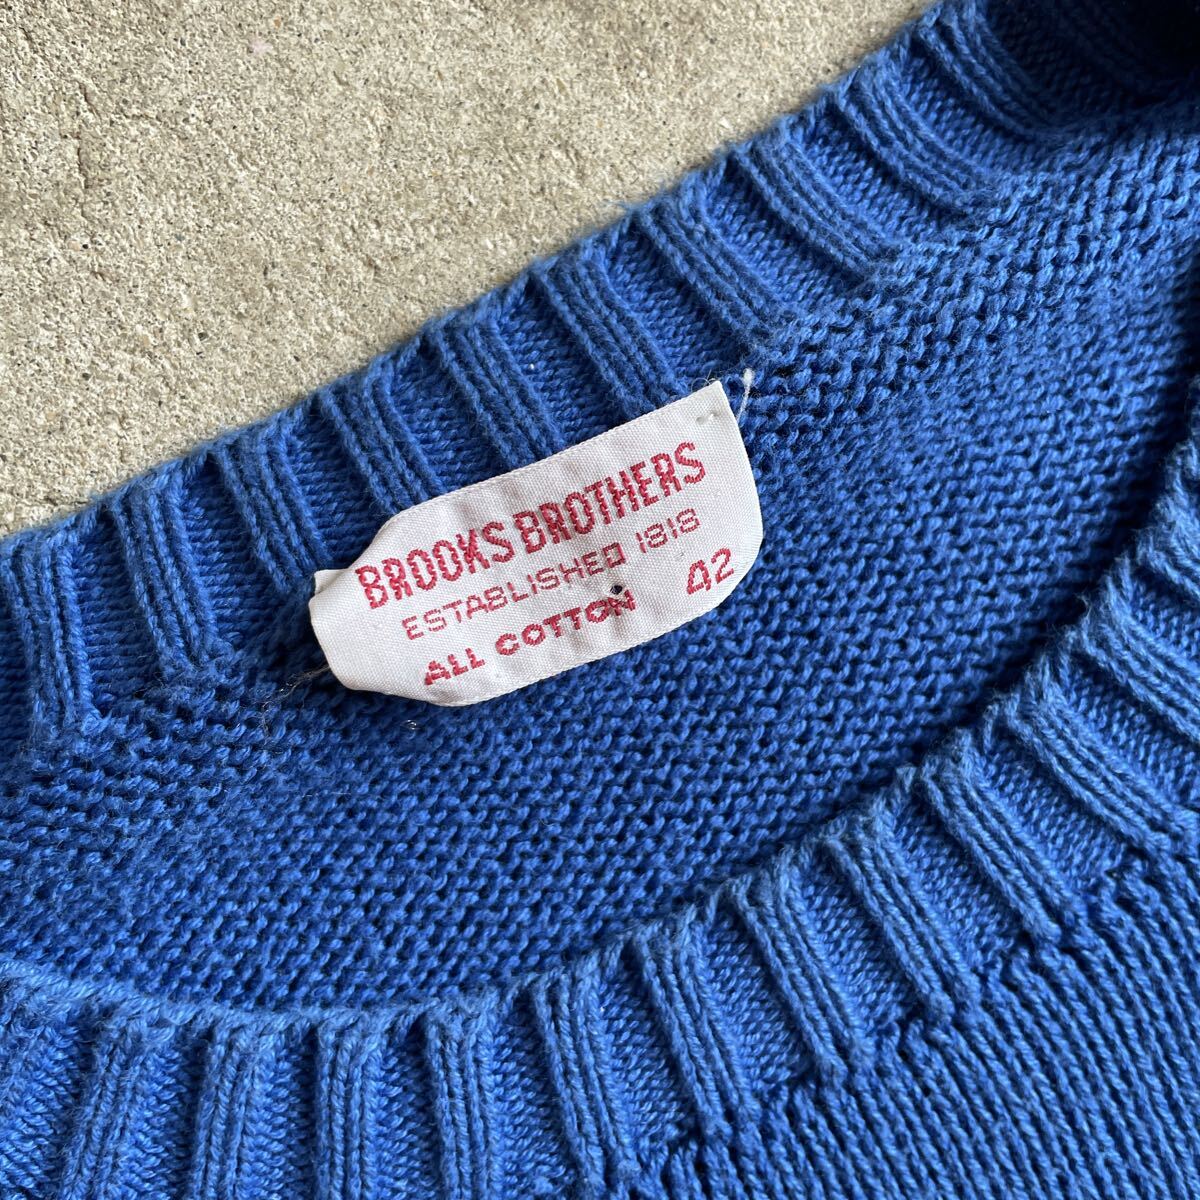 BROOKS BROTHERS
ESTABLISHED 1818
ALL COTTON 42